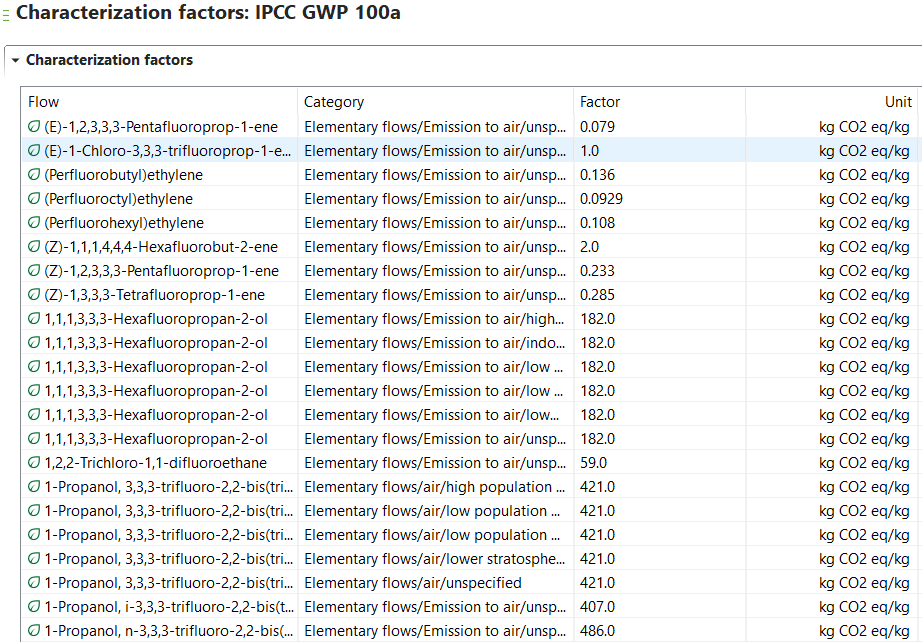 Characterization factors: IPCC GWP 100a
Characterization factors
Flow Category Factor Unit
(E)-1,2,3,3,3-Pentafluoroprop-1-ene Elementary flows/Emission to air/unsp... 0.079 kg CO2 eq/kg
(E)-1-Chloro-3,3,3-trifluoroprop-1-e... Elementary flows/Emission to air/unsp... 1.0 kg CO2 eq/kg
(Perfluorobutyl)ethylene Elementary flows/Emission to air/unsp... 0.136 kg CO2 eq/kg
(Perfluoroctyl)ethylene Elementary flows/Emission to air/unsp... 0.0929 kg CO2 eq/kg
(Perfluorohexyl)ethylene Elementary flows/Emission to air/unsp... 0.108 kg CO2 eq/kg
(Z)-1,1,1,4,4,4-Hexafluorobut-2-ene Elementary flows/Emission to air/unsp... 2.0 kg CO2 eq/kg
(Z)-1,2,3,3,3-Pentafluoroprop-1-ene Elementary flows/Emission to air/unsp... 0.233 kg CO2 eq/kg
(Z)-1,3,3,3-Tetrafluoroprop-1-ene Elementary flows/Emission to air/unsp... 0.285 kg CO2 eq/kg
1,1,1,3,3,3-Hexafluoropropan-2-ol Elementary flows/Emission to air/high... 182.0 kg CO2 eq/kg
1,1,1,3,3,3-Hexafluoropropan-2-ol Elementary flows/Emission to air/indo... 182.0 kg CO2 eq/kg
1,1,1,3,3,3-Hexafluoropropan-2-ol Elementary flows/Emission to air/low ... 182.0 kg CO2 eq/kg
1,1,1,3,3,3-Hexafluoropropan-2-ol Elementary flows/Emission to air/low ... 182.0 kg CO2 eq/kg
1,1,1,3,3,3-Hexafluoropropan-2-ol Elementary flows/Emission to air/low... 182.0 kg CO2 eq/kg
1,1,1,3,3,3-Hexafluoropropan-2-ol Elementary flows/Emission to air/unsp... 182.0 kg CO2 eq/kg
1,2,2-Trichloro-1,1-difluoroethane Elementary flows/Emission to air/unsp... 59.0 kg CO2 eq/kg
1-Propanol, 3,3,3-trifluoro-2,2-bis(tri... Elementary flows/air/high population ... 421.0 kg CO2 eq/kg
1-Propanol, 3,3,3-trifluoro-2,2-bis(tri... Elementary flows/air/low population ... 421.0 kg CO2 eq/kg
1-Propanol, 3,3,3-trifluoro-2,2-bis(tri... Elementary flows/air/low population ... 421.0 kg CO2 eq/kg
1-Propanol, 3,3,3-trifluoro-2,2-bis(tri... Elementary flows/air/lower stratosphe... 421.0 kg CO2 eq/kg
1-Propanol, 3,3,3-trifluoro-2,2-bis(tri... Elementary flows/air/unspecified 421.0 kg CO2 eq/kg
1-Propanol, i-3,3,3-trifluoro-2,2-bis(t... Elementary flows/Emission to air/unsp... 407.0 kg CO2 eq/kg
1-Propanol, n-3,3,3-trifluoro-2,2-bis(... Elementary flows/Emission to air/unsp... 486.0 kg CO2 eq/kg